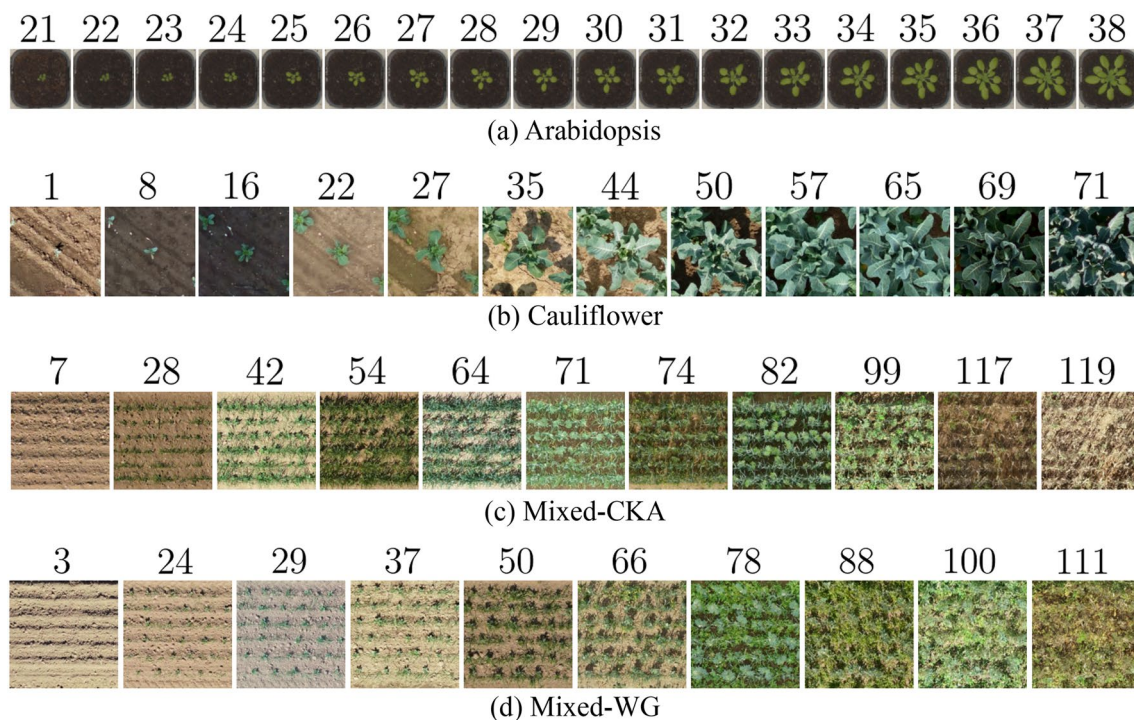 21 22 23 24 25 26 27 28 29 30 31 32 33 34 35 36 37 38
(a) Arabidopsis
1 8 16 22 27 35 44 50 57 65 69 71
(b) Cauliflower
7 28 42 54 64 71 74 82 99 117 119
(c) Mixed-CKA
3 24 29 37 50 66 78 88 100 111
(d) Mixed-WG